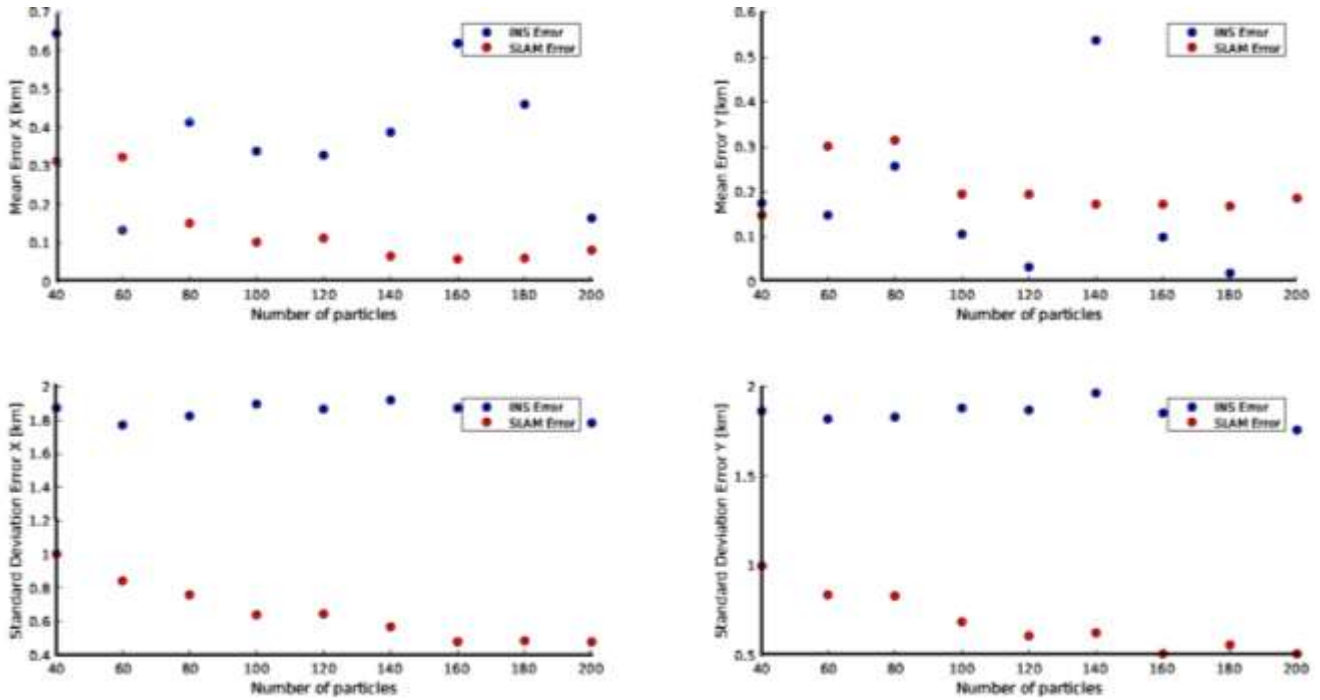 0.7
0.6
0.5
0.4
0.3
0.2
0.1
0
Mean Error X [km]
INS Error
SLAM Error
40 60 80 100 120 140 160 180 200
Number of particles
0.6
0.5
0.4
0.3
0.2
0.1
0
Mean Error Y [km]
INS Error
SLAM Error
40 60 80 100 120 140 160 180 200
Number of particles
2
1.8
1.6
1.4
1.2
1
0.8
0.6
0.4
Standard Deviation Error X [km]
INS Error
SLAM Error
40 60 80 100 120 140 160 180 200
Number of particles
2
1.5
1
0.5
Standard Deviation Error Y [km]
INS Error
SLAM Error
40 60 80 100 120 140 160 180 200
Number of particles